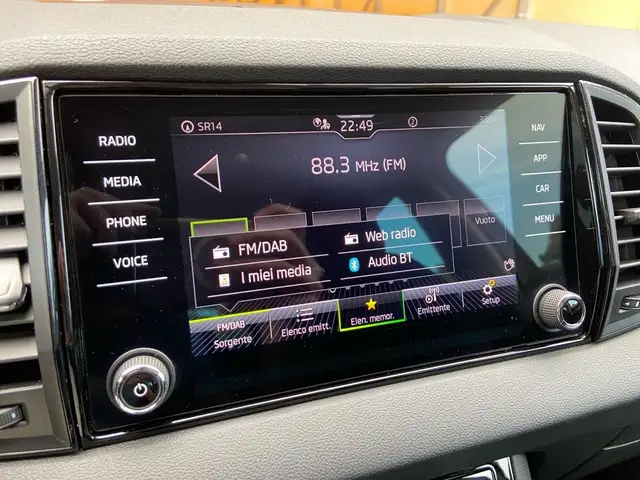 RADIO
MEDIA
PHONE
VOICE
SR14
22:49
2
88.3 MHz (FM)
Vuoto
FM/DAB
Web radio
I miei media
Audio BT
FM/DAB
Sorgente
Elenco emitt.
Elen. memor.
Emittente
Setup
NAV
APP
CAR
MENU